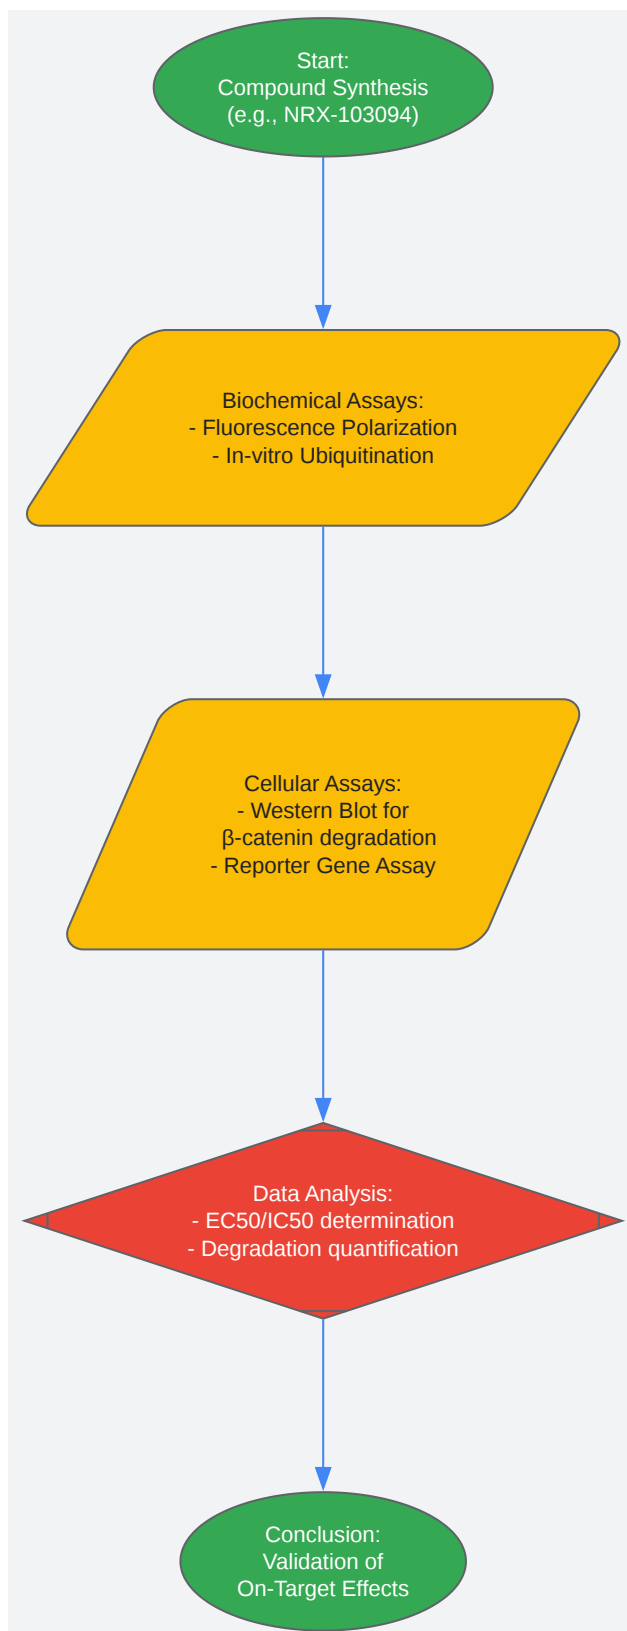 Start:
Compound Synthesis
(e.g., NRX-103094)
Biochemical Assays:
- Fluorescence Polarization
- In-vitro Ubiquitination
Cellular Assays:
- Western Blot for
β-catenin degradation
- Reporter Gene Assay
Data Analysis:
- EC50/IC50 determination
- Degradation quantification
Conclusion:
Validation of
On-Target Effects